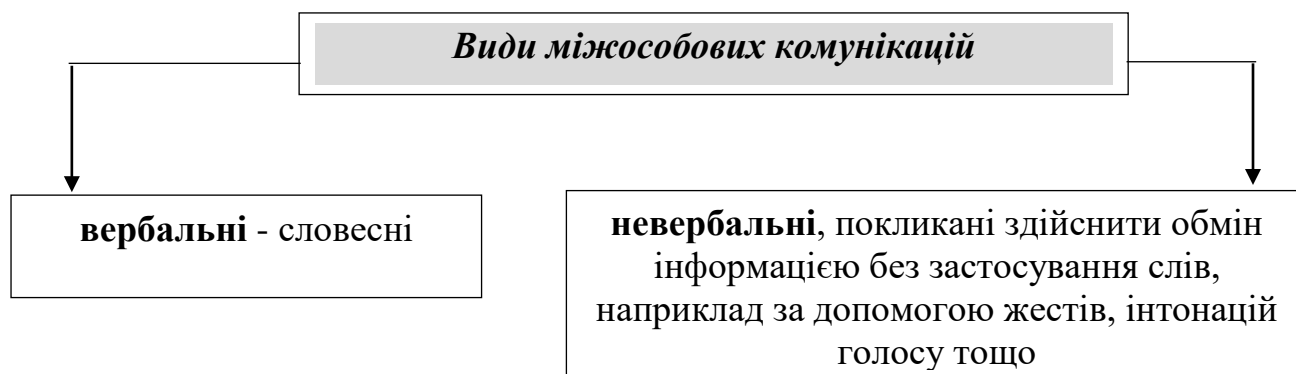 Види міжособових комунікацій
вербальні - словесні
невербальні, покликані здійснити обмін
інформацією без застосування слів,
наприклад за допомогою жестів, інтонацій
голосу тощо